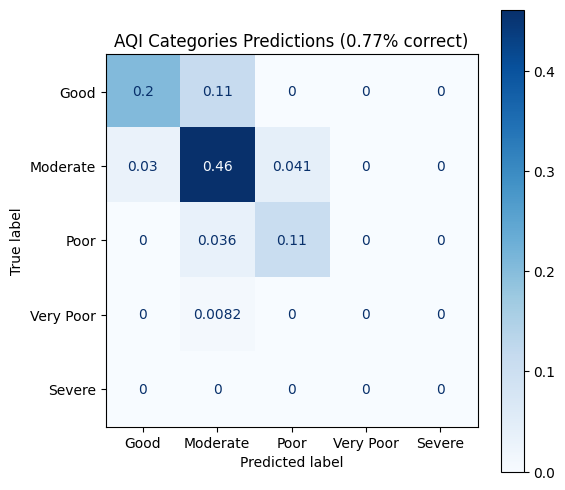 AQI Categories Predictions (0.77% correct)
Good 0.2 0.11 0 0 0
Moderate 0.03 0.46 0.041 0 0
Poor 0 0.036 0.11 0 0
Very Poor 0 0.0082 0 0 0
Severe 0 0 0 0 0
Good Moderate Poor Very Poor Severe
Predicted label
True label
0.4
0.3
0.2
0.1
0.0